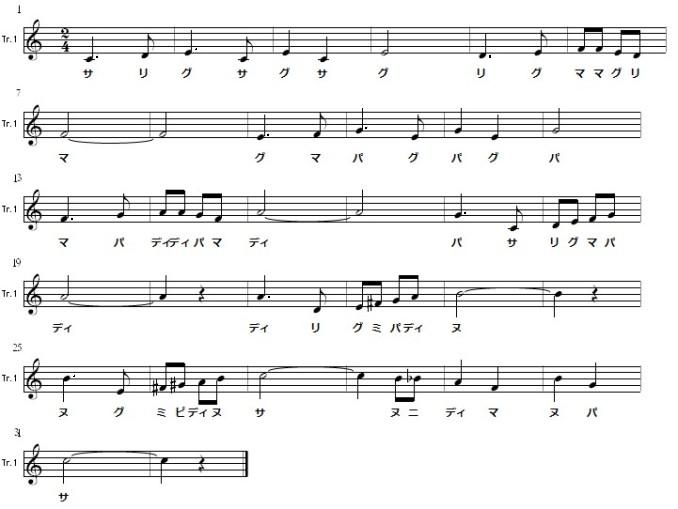 1
2
4
Tr.1
サ リ グ サ グ サ グ リ グ マ マ グ リ
7
Tr.1
マ グ マ パ グ パ グ パ
13
Tr.1
マ パ ディ ディ パ マ ディ パ サ リ グ マ パ
19
Tr.1
ディ ディ リ グ ミ パ ディ ヌ
25
Tr.1
ヌ グ ミ ピ ディ ヌ サ ヌ ニ ディ マ ヌ パ
31
Tr.1
サ